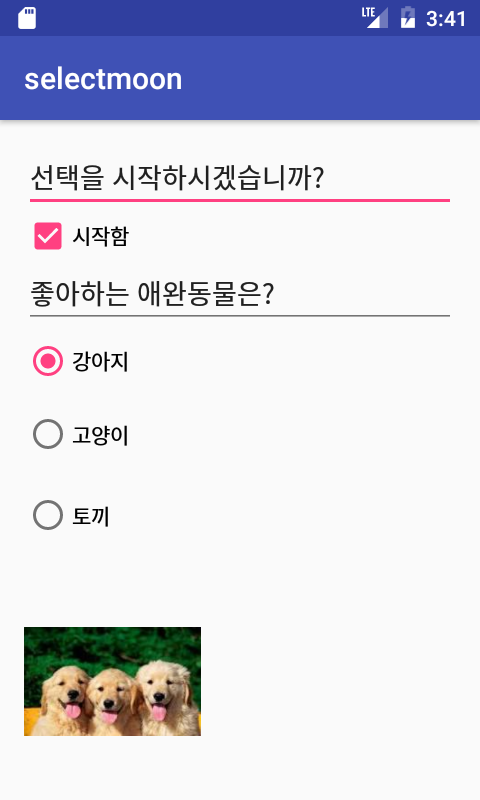 LTE 3:41
selectmoon
선택을 시작하시겠습니까?
시작함
좋아하는 애완동물은?
강아지
고양이
토끼